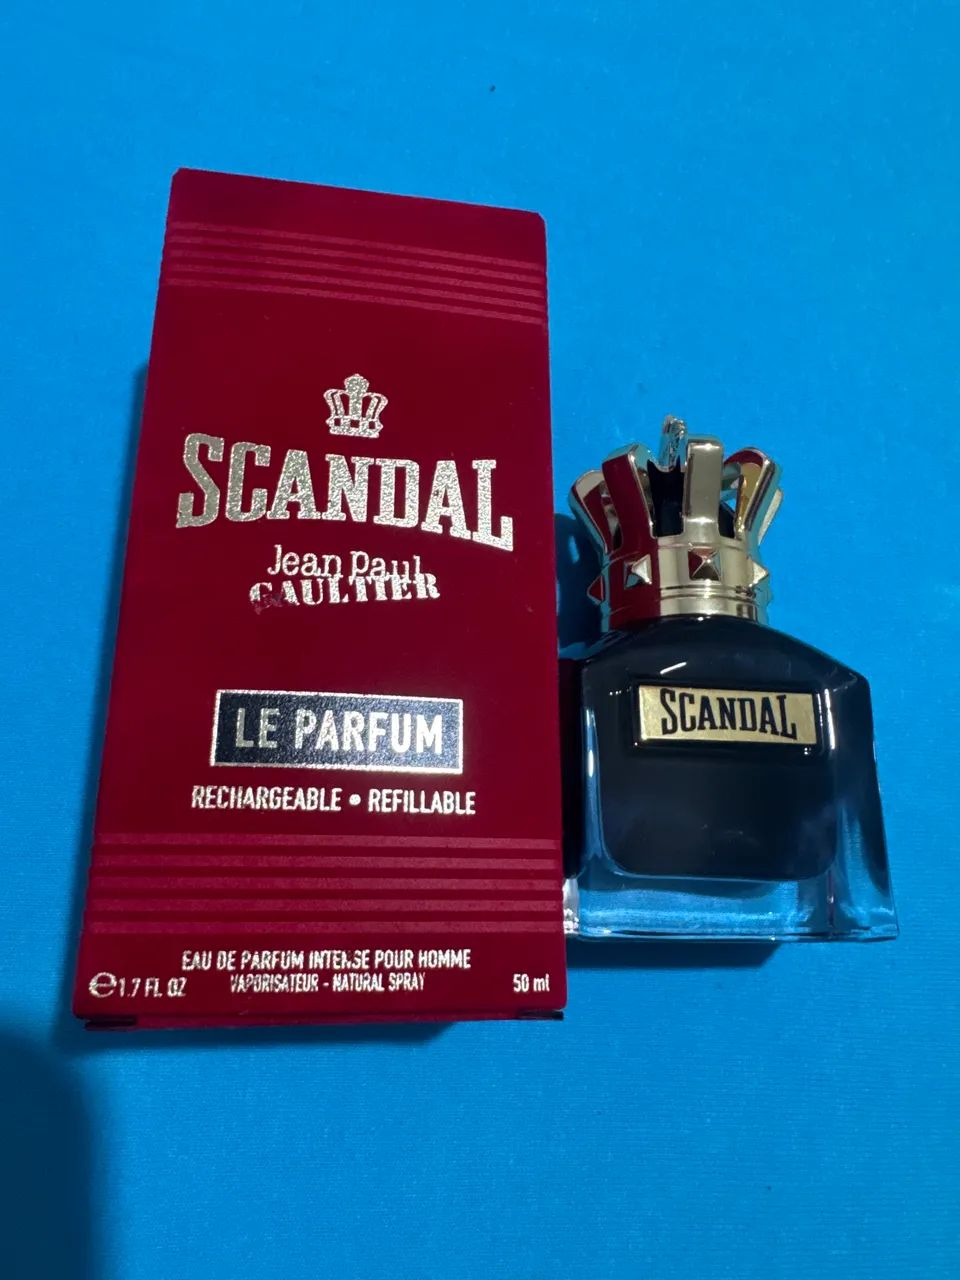 SCANDAL
Jean Paul
GAULTIER
LE PARFUM
RECHARGEABLE • REFILLABLE
EAU DE PARFUM INTENSE POUR HOMME
VAPORISATEUR - NATURAL SPRAY
℮1.7 FL OZ
50 ml
SCANDAL